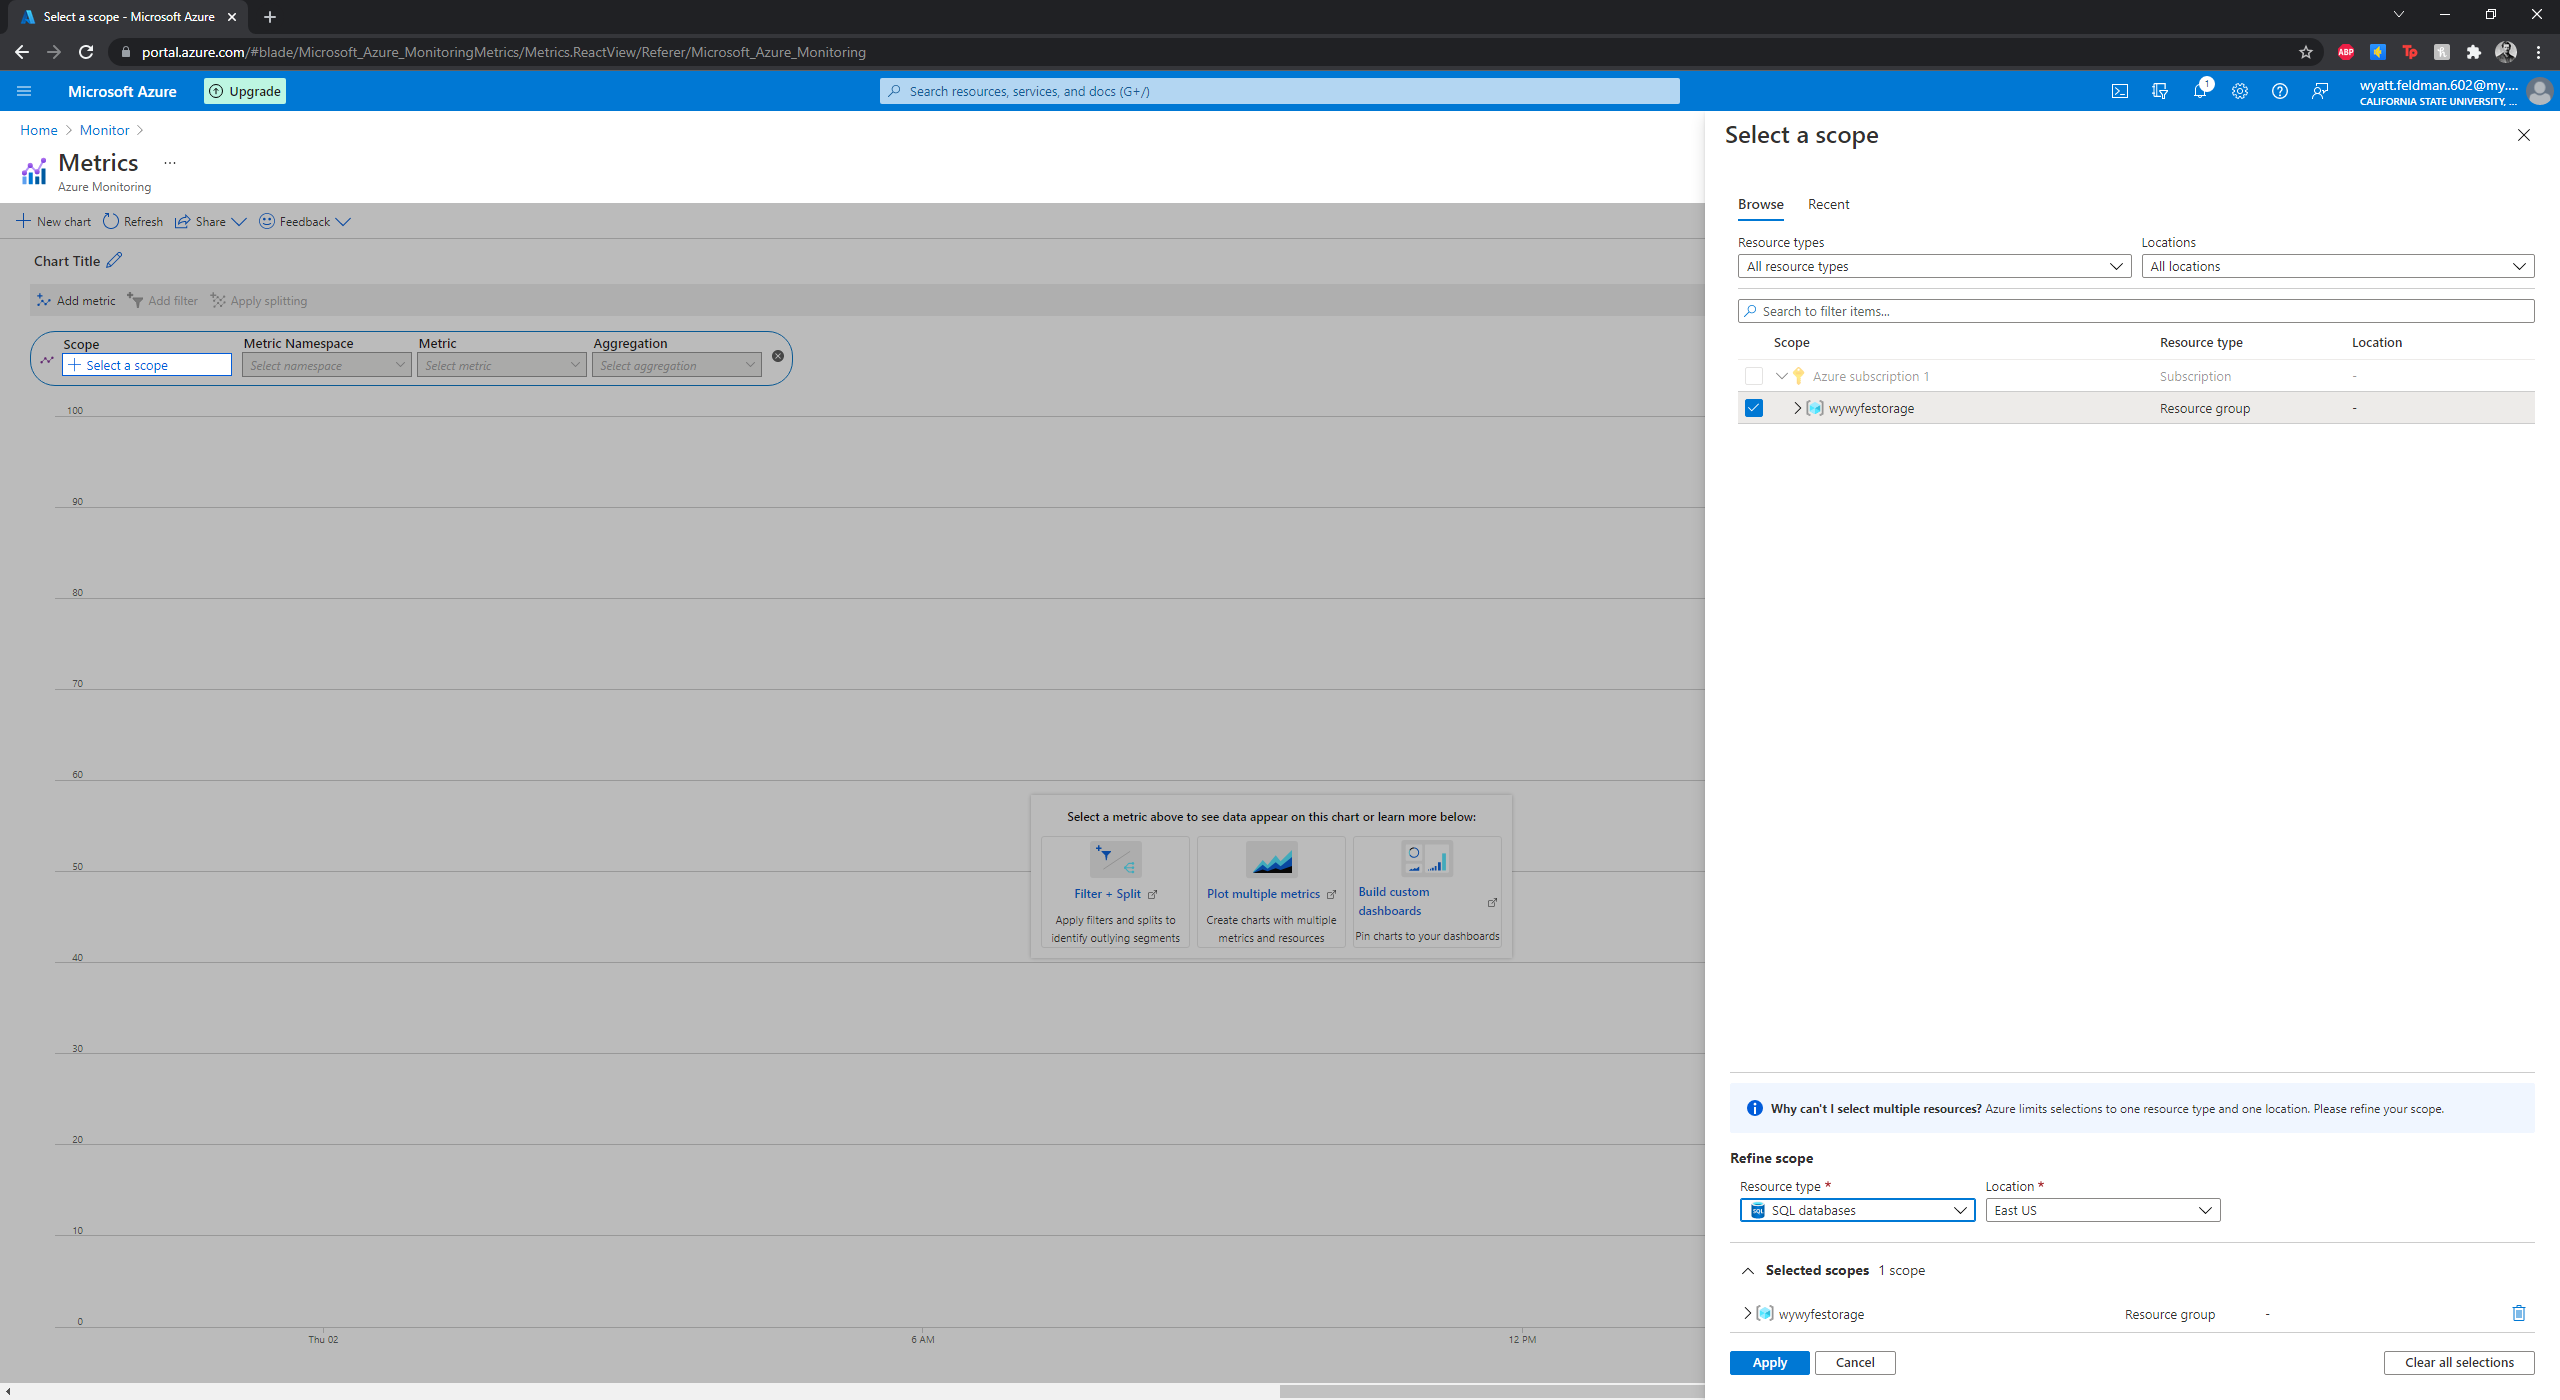 Select a scope - Microsoft Azure
portal.azure.com/#blade/Microsoft_Azure_MonitoringMetrics/Metrics.ReactView/Referer/Microsoft_Azure_Monitoring
ABP
Tp
Microsoft Azure
Upgrade
Search resources, services, and docs (G+/)
1
wyatt.feldman.602@my....
CALIFORNIA STATE UNIVERSITY, ...
Home
Monitor
Metrics
...
Azure Monitoring
New chart
Refresh
Share
Feedback
Chart Title
Add metric
Add filter
Apply splitting
Scope
Metric Namespace
Metric
Aggregation
Select a scope
Select namespace
Select metric
Select aggregation
100
90
80
70
60
50
40
30
20
10
0
Thu 02
6 AM
12 PM
Select a metric above to see data appear on this chart or learn more below:
Filter + Split
Apply filters and splits to
identify outlying segments
Plot multiple metrics
Create charts with multiple
metrics and resources
Build custom
dashboards
Pin charts to your dashboards
Select a scope
Browse
Recent
Resource types
Locations
All resource types
All locations
Search to filter items...
Scope
Resource type
Location
Azure subscription 1
Subscription
-
wywyfestorage
Resource group
-
Why can't I select multiple resources? Azure limits selections to one resource type and one location. Please refine your scope.
Refine scope
Resource type *
Location *
SQL
SQL databases
East US
Selected scopes 1 scope
wywyfestorage
Resource group
-
Apply
Cancel
Clear all selections